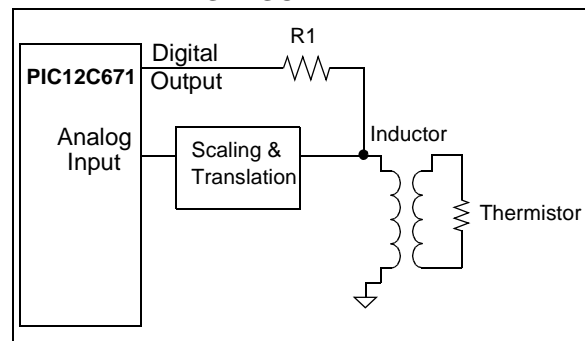 R1
Digital
Output
PIC12C671
Analog
Input
Scaling &
Translation
Inductor
Thermistor